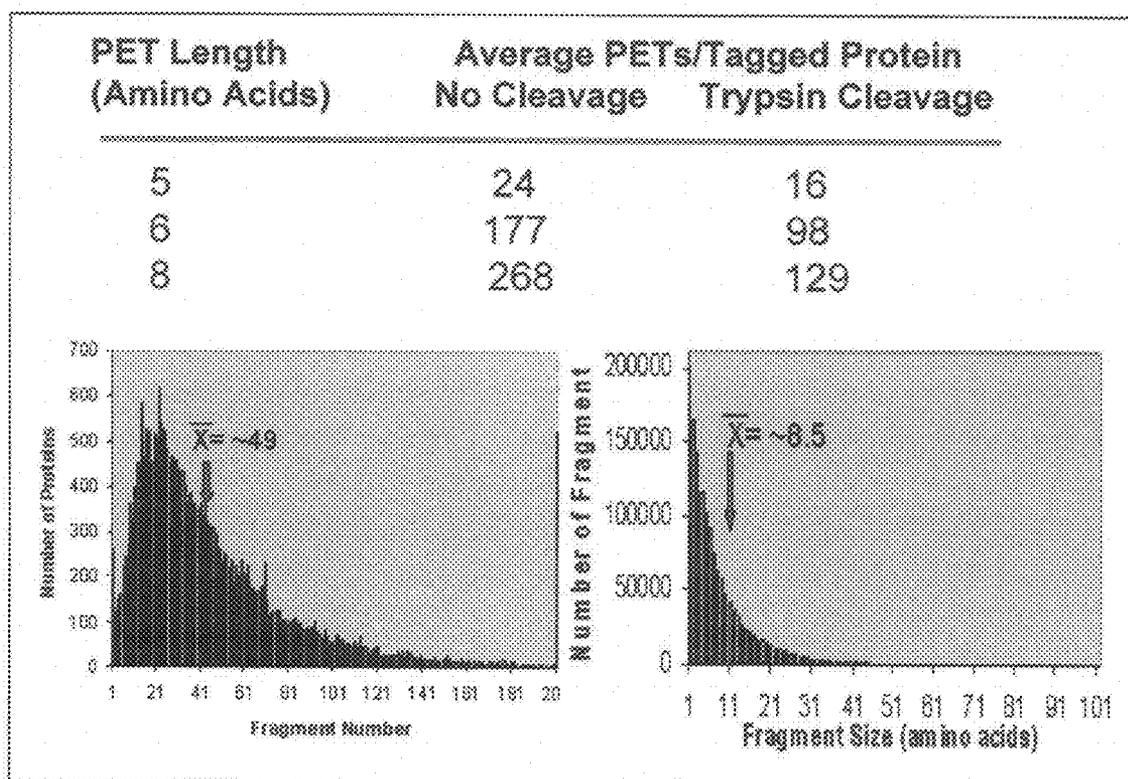 PET Length Average PETs/Tagged Protein
(Amino Acids) No Cleavage Trypsin Cleavage
5 24 16
6 177 98
8 268 129
700
600
500
400
300
200
100
0
Number of Proteins
X̅= ~49
1 21 41 61 81 101 121 141 161 181 20
Fragment Number
200000
150000
100000
50000
0
Number of Fragment
X̅= ~8.5
1 11 21 31 41 51 61 71 81 91 101
Fragment Size (amino acids)